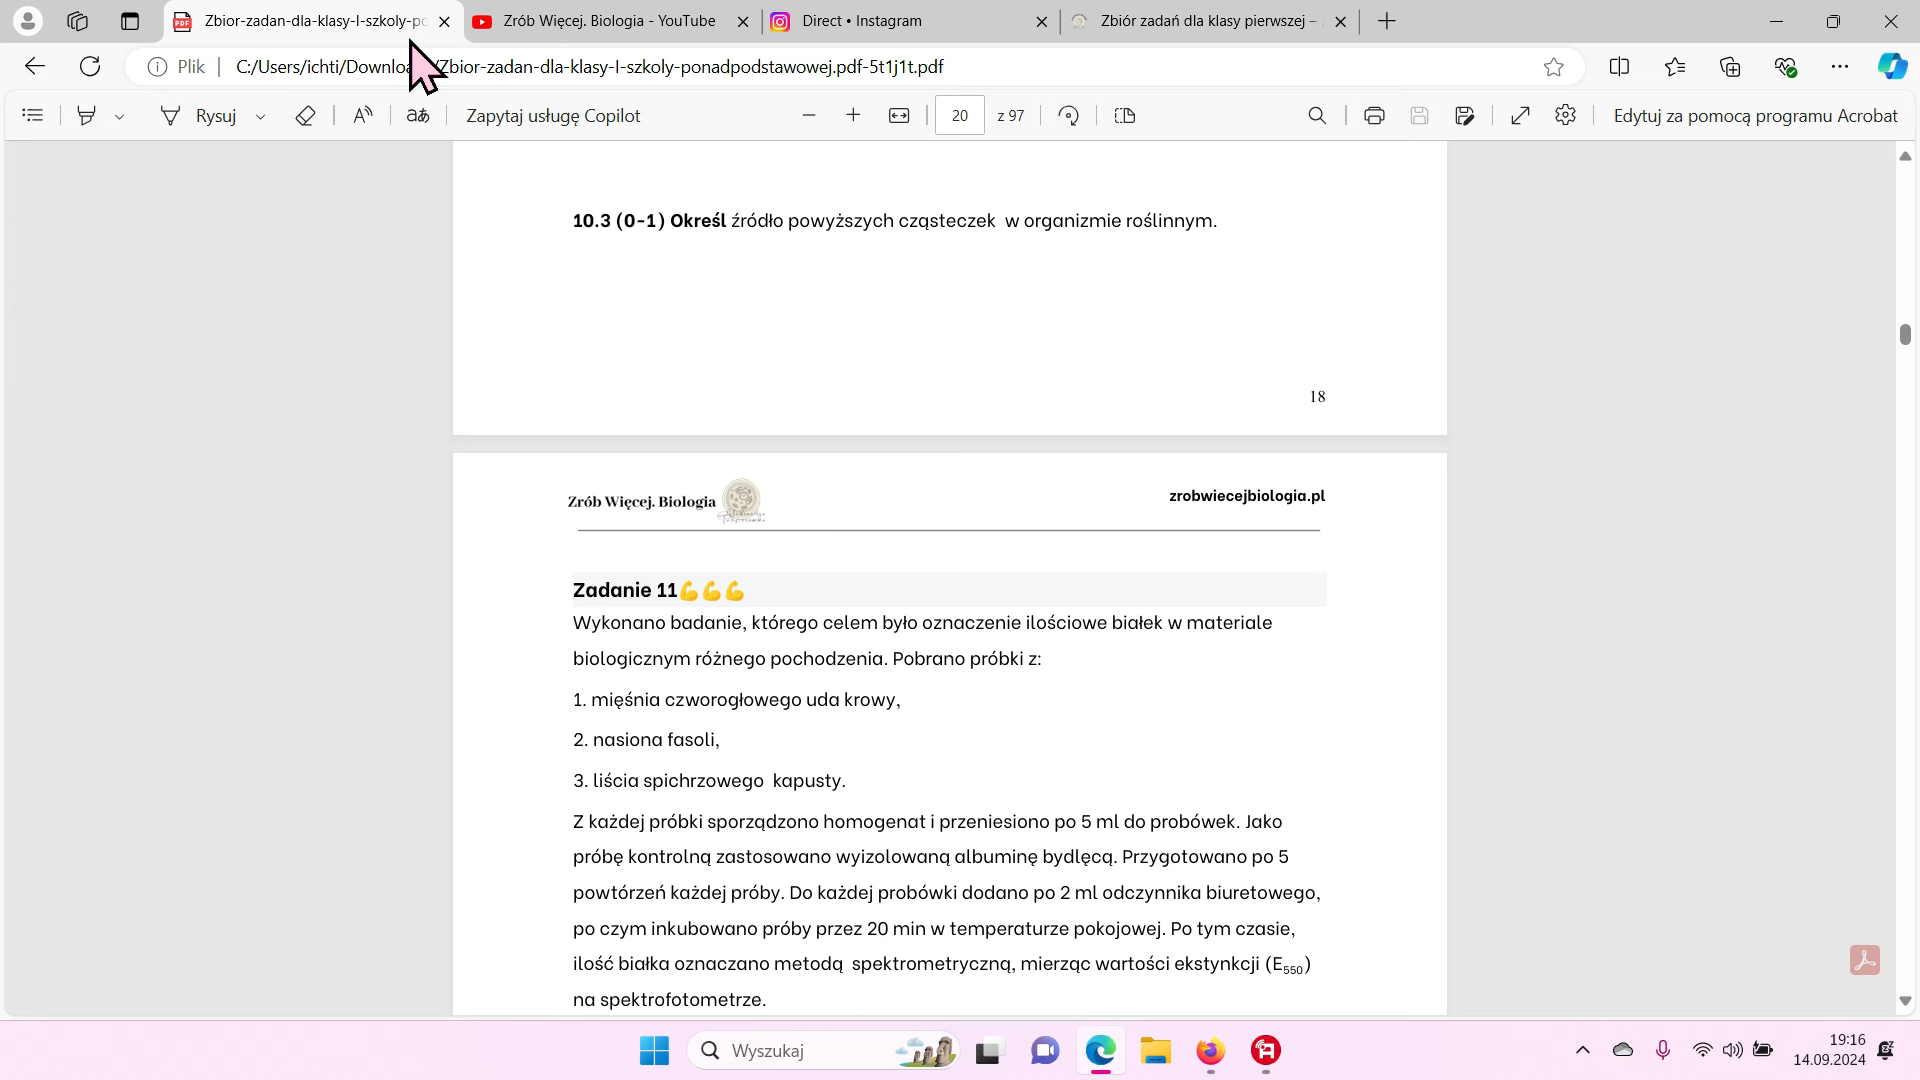 Zbior-zadan-dla-klasy-I-szkoly-po
Zrób Więcej. Biologia - YouTube
Direct • Instagram
Zbiór zadań dla klasy pierwszej –
Plik
zbior-zadan-dla-klasy-I-szkoly-ponadpodstawowej.pdf-5t1j1t.pdf
Rysuj
Zapytaj usługę Copilot
20
z 97
Edytuj za pomocą programu Acrobat
10.3 (0-1) Określ źródło powyższych cząsteczek w organizmie roślinnym.
18
Zrób Więcej. Biologia
zrobwiecejbiologia.pl
Zadanie 11💪💪💪
Wykonano badanie, którego celem było oznaczenie ilościowe białek w materiale
biologicznym różnego pochodzenia. Pobrano próbki z:
1. mięśnia czworogłowego uda krowy,
2. nasiona fasoli,
3. liścia spichrzowego kapusty.
Z każdej próbki sporządzono homogenat i przeniesiono po 5 ml do probówek. Jako
próbę kontrolną zastosowano wyizolowaną albuminę bydlęcą. Przygotowano po 5
powtórzeń każdej próby. Do każdej probówki dodano po 2 ml odczynnika biuretowego,
po czym inkubowano próby przez 20 min w temperaturze pokojowej. Po tym czasie,
ilość białka oznaczano metodą spektrometryczną, mierząc wartości ekstynkcji (E₅₅₀)
na spektrofotometrze.
Wyszukaj
19:16
14.09.2024